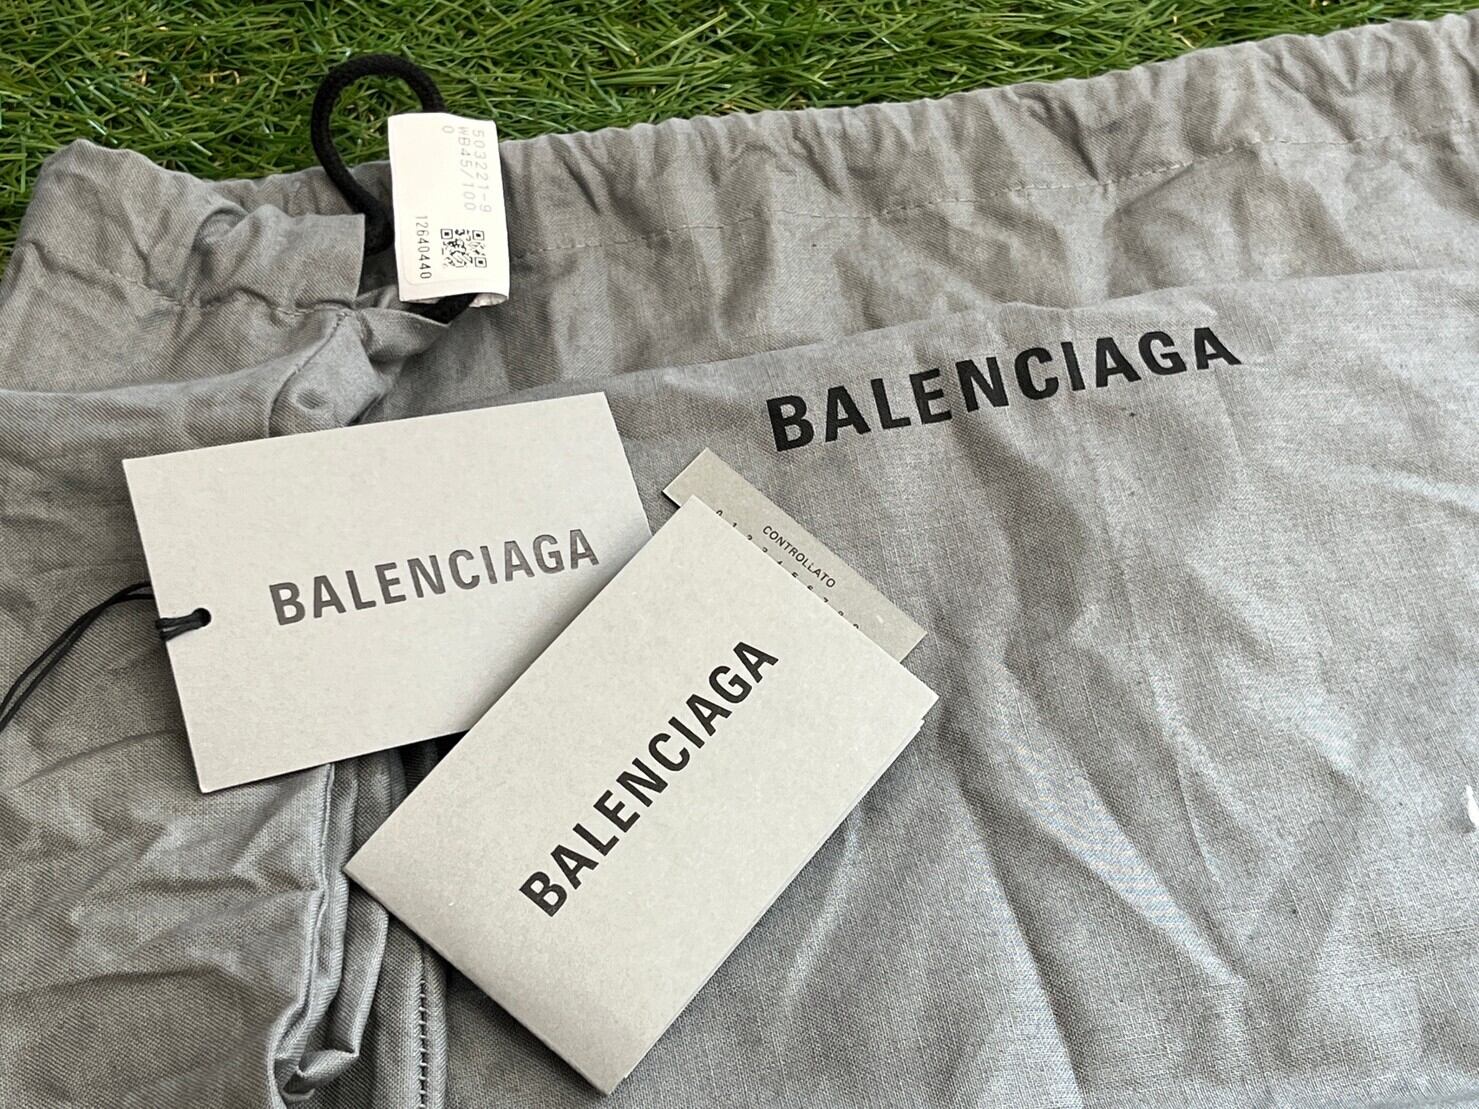 503221-9
WB45/100
0
12640440
BALENCIAGA
BALENCIAGA
CONTROLLATO
BALENCIAGA